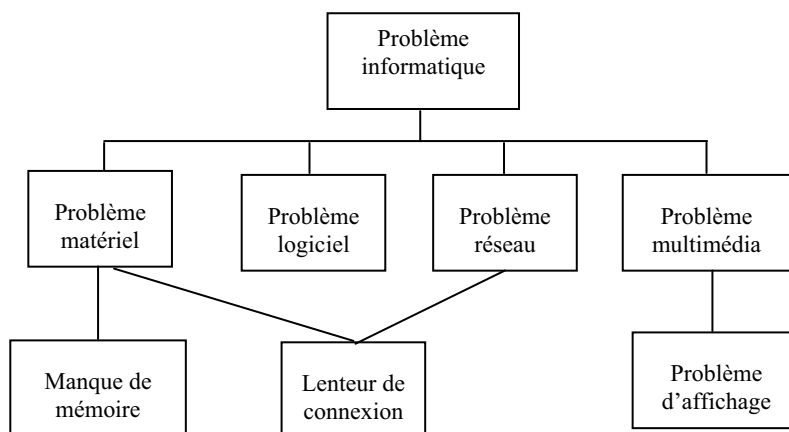 Problème
informatique
Problème
matériel
Problème
logiciel
Problème
réseau
Problème
multimédia
Manque de
mémoire
Lenteur de
connexion
Problème
d’affichage